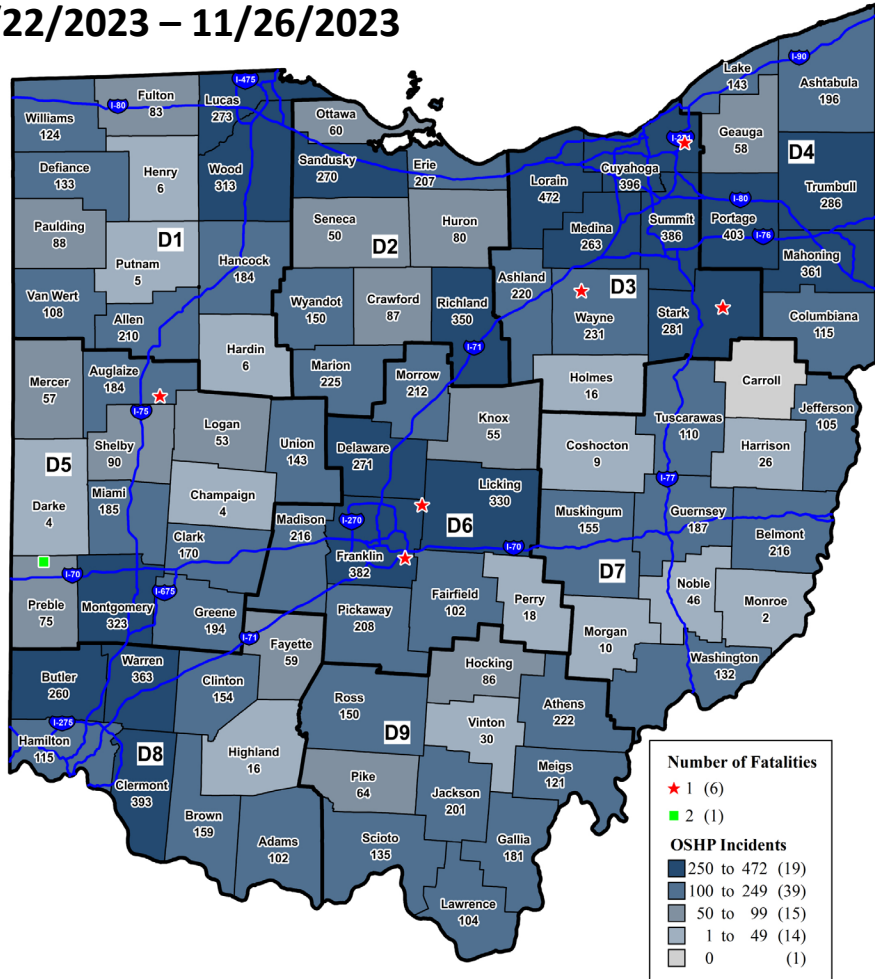 /22/2023 – 11/26/2023
I-90
Lake
143
Ashtabula
196
I-475
Fulton
83
Lucas
273
I-80
Williams
124
Ottawa
60
I-271
Geauga
58
D4
Defiance
133
Henry
6
Wood
313
Sandusky
270
Erie
207
Cuyahoga
396
Lorain
472
Trumbull
286
I-80
Paulding
88
D1
Seneca
50
D2
Huron
80
Medina
263
Summit
386
Portage
403
I-76
Putnam
5
Hancock
184
Mahoning
361
Ashland
220
D3
Van Wert
108
Wyandot
150
Crawford
87
Richland
350
Wayne
231
Stark
281
Columbiana
115
Allen
210
I-71
Hardin
6
Mercer
57
Auglaize
184
Marion
225
Morrow
212
Holmes
16
Carroll
I-75
Logan
53
Knox
55
Tuscarawas
110
Jefferson
105
Shelby
90
Union
143
Delaware
271
Coshocton
9
Harrison
26
D5
Darke
4
Miami
185
Champaign
4
Licking
330
I-77
Muskingum
155
Guernsey
187
Madison
216
I-270
D6
Belmont
216
Clark
170
I-70
Franklin
382
D7
I-70
Preble
75
Montgomery
323
I-675
Greene
194
Pickaway
208
Fairfield
102
Perry
18
Noble
46
Monroe
2
I-71
Fayette
59
Morgan
10
Butler
260
Warren
363
Clinton
154
Hocking
86
Washington
132
Ross
150
Athens
222
I-275
Hamilton
115
D8
Highland
16
D9
Vinton
30
Clermont
393
Pike
64
Jackson
201
Meigs
121
Brown
159
Adams
102
Scioto
135
Gallia
181
Lawrence
104
Number of Fatalities
1 (6)
2 (1)
OSHP Incidents
250 to 472 (19)
100 to 249 (39)
50 to 99 (15)
1 to 49 (14)
0 (1)